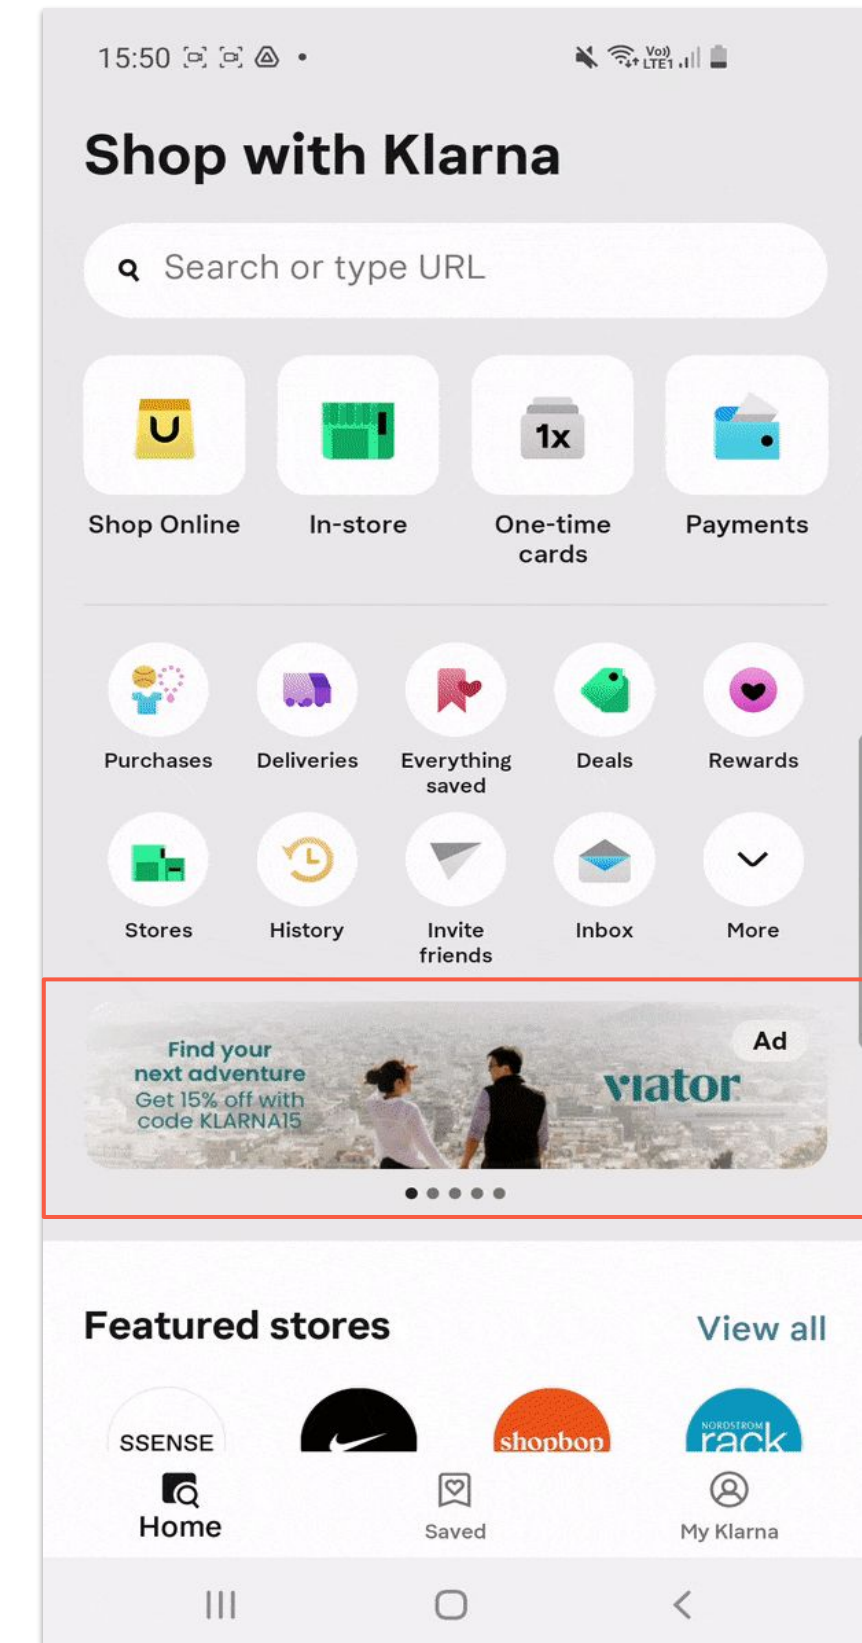 15:50
Vo))
LTE1
Shop with Klarna
Search or type URL
1x
Shop Online
In-store
One-time
cards
Payments
Purchases
Deliveries
Everything
saved
Deals
Rewards
Stores
History
Invite
friends
Inbox
More
Find your
next adventure
Get 15% off with
code KLARNA15
viator
Ad
Featured stores
View all
SSENSE
shopbop
NORDSTROM
rack
Home
Saved
My Klarna